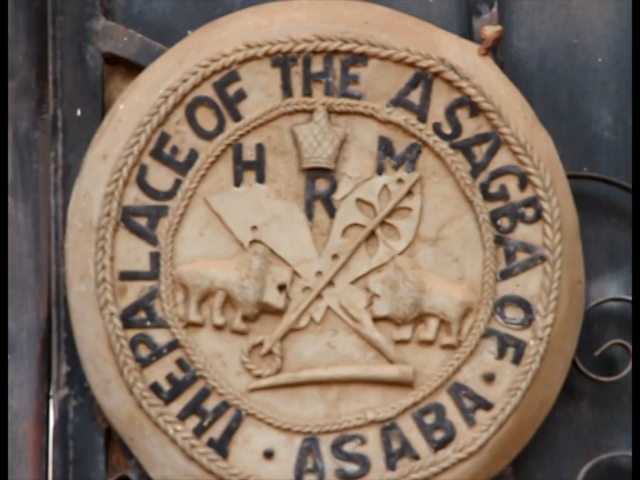 THE PALACE OF THE ASAGBA OF
ASABA
H R M